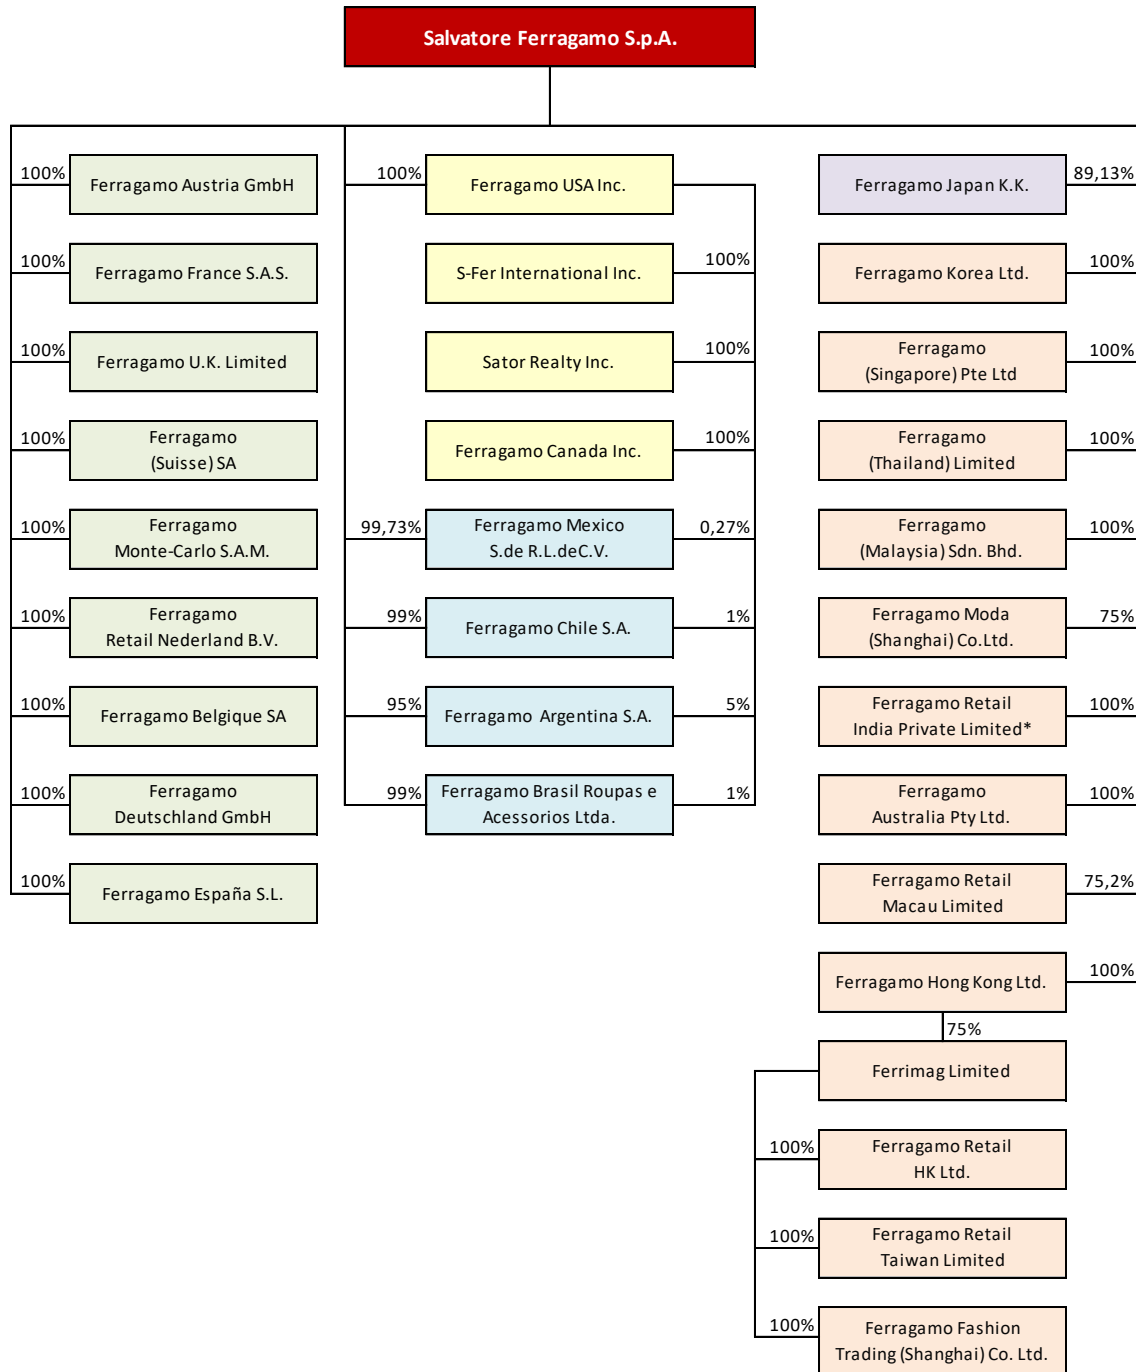 Salvatore Ferragamo S.p.A.
100%
Ferragamo Austria GmbH
100%
Ferragamo France S.A.S.
100%
Ferragamo U.K. Limited
100%
Ferragamo
(Suisse) SA
100%
Ferragamo
Monte-Carlo S.A.M.
100%
Ferragamo
Retail Nederland B.V.
100%
Ferragamo Belgique SA
100%
Ferragamo
Deutschland GmbH
100%
Ferragamo España S.L.
100%
Ferragamo USA Inc.
S-Fer International Inc.
100%
Sator Realty Inc.
100%
Ferragamo Canada Inc.
100%
99,73%
Ferragamo Mexico
S.de R.L.deC.V.
0,27%
99%
Ferragamo Chile S.A.
1%
95%
Ferragamo Argentina S.A.
5%
99%
Ferragamo Brasil Roupas e
Acessorios Ltda.
1%
Ferragamo Japan K.K.
89,13%
Ferragamo Korea Ltd.
100%
Ferragamo
(Singapore) Pte Ltd
100%
Ferragamo
(Thailand) Limited
100%
Ferragamo
(Malaysia) Sdn. Bhd.
100%
Ferragamo Moda
(Shanghai) Co.Ltd.
75%
Ferragamo Retail
India Private Limited*
100%
Ferragamo
Australia Pty Ltd.
100%
Ferragamo Retail
Macau Limited
75,2%
Ferragamo Hong Kong Ltd.
100%
75%
Ferrimag Limited
100%
Ferragamo Retail
HK Ltd.
100%
Ferragamo Retail
Taiwan Limited
100%
Ferragamo Fashion
Trading (Shanghai) Co. Ltd.